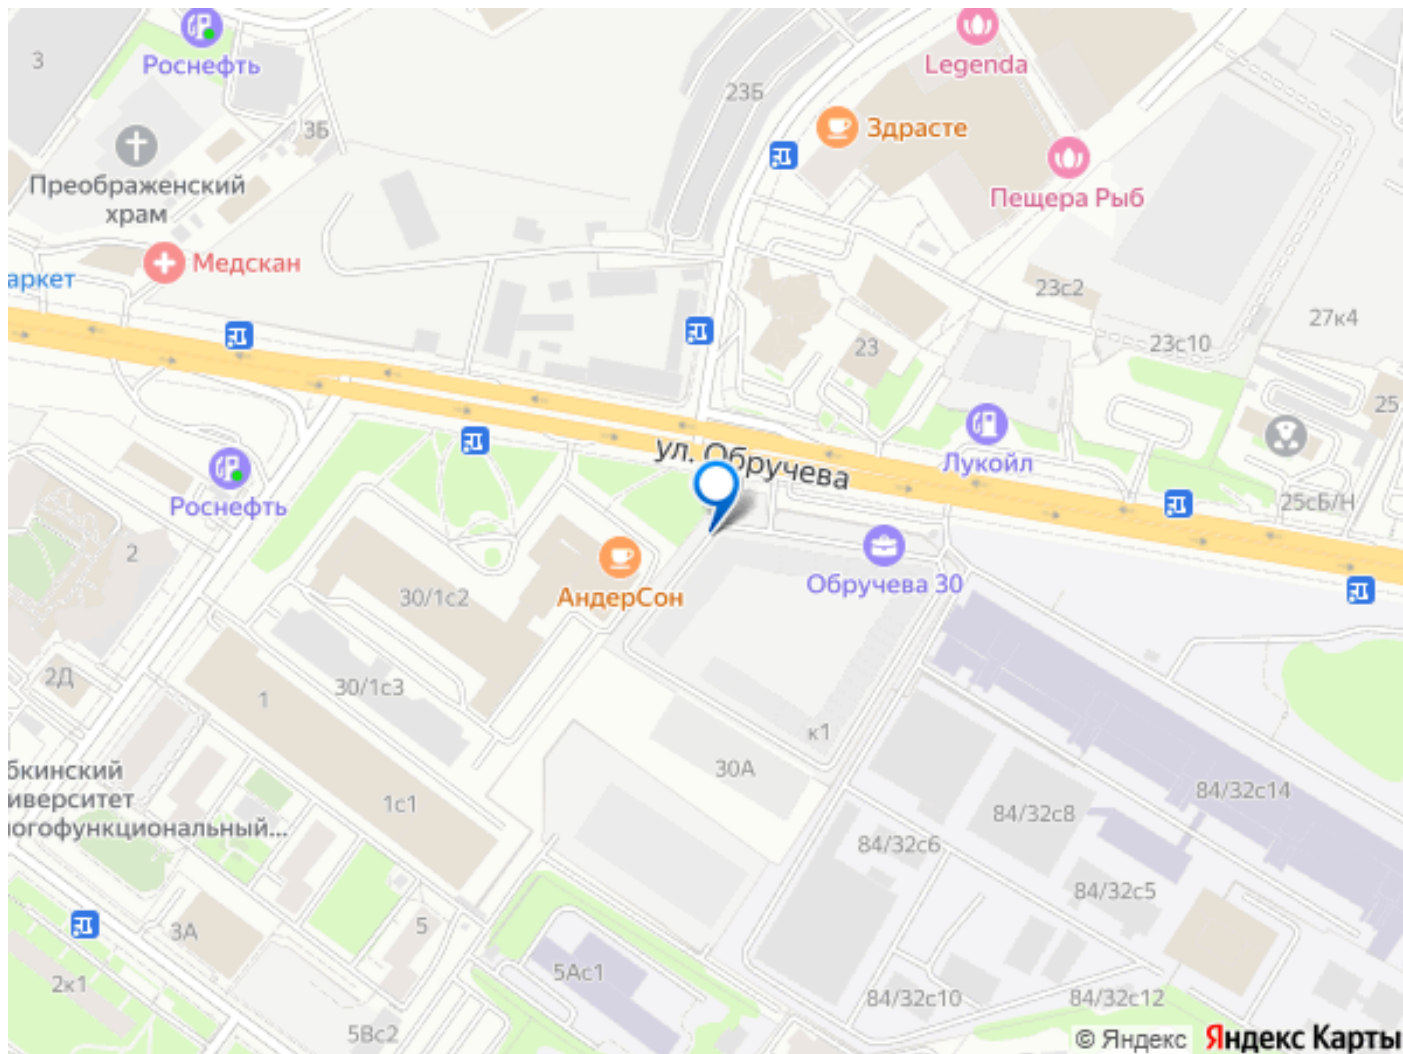 Роснефть
3
Legenda
23Б
3Б
Здрасте
Преображенский
храм
Пещера Рыб
Медскан
аркет
23с2
27к4
23с10
23
25
ул. Обручева
Лукойл
Роснефть
25сБ/Н
2
АндерСон
30/1с2
Обручева 30
2Д
30/1с3
1
к1
30А
бкинский
иверситет
огофункциональный...
1с1
84/32с14
84/32с8
84/32с6
84/32с5
3А
5
2к1
5Ас1
84/32с10
84/32с12
5Вс2
© Яндекс Яндекс Карты